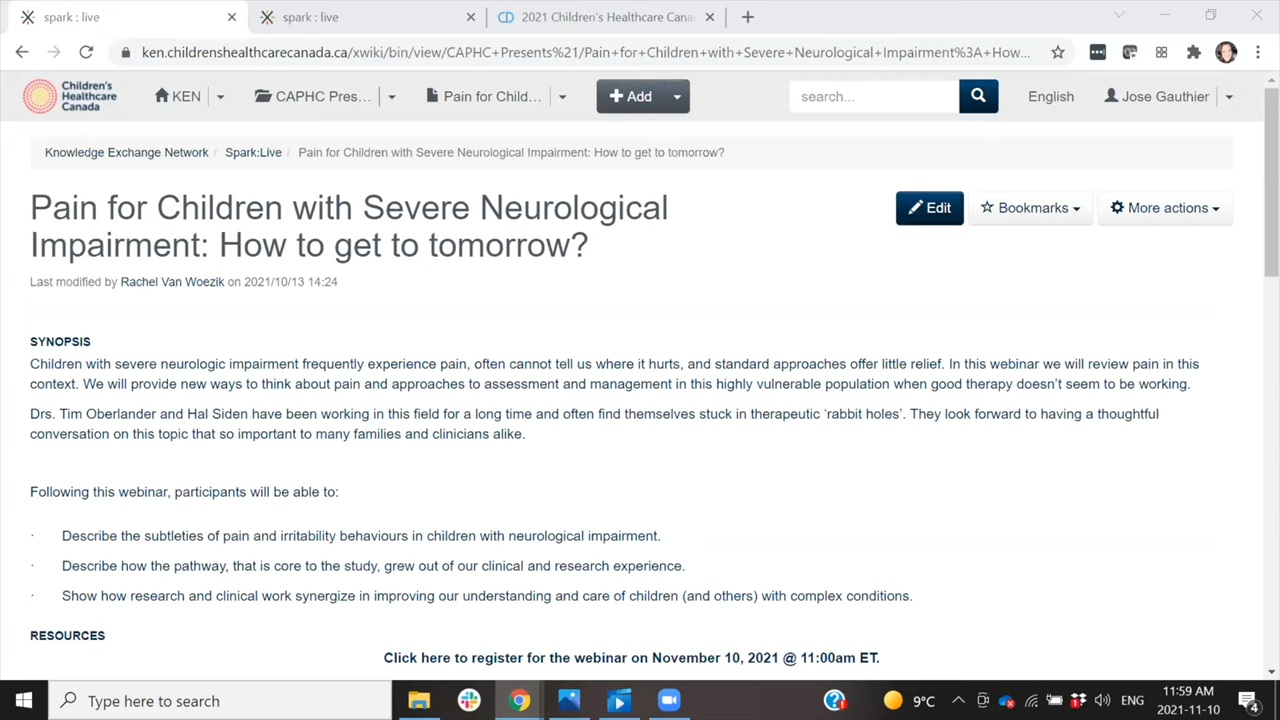 spark : live
spark : live
2021 Children's Healthcare Cana
ken.childrenshealthcarecanada.ca/xwiki/bin/view/CAPHC+Presents%21/Pain+for+Children+with+Severe+Neurological+Impairment%3A+How...
Children's
Healthcare
Canada
KEN
CAPHC Pres...
Pain for Child...
Add
search...
English
Jose Gauthier
Knowledge Exchange Network / Spark:Live / Pain for Children with Severe Neurological Impairment: How to get to tomorrow?
Pain for Children with Severe Neurological
Impairment: How to get to tomorrow?
Edit
Bookmarks
More actions
Last modified by Rachel Van Woezik on 2021/10/13 14:24
SYNOPSIS
Children with severe neurologic impairment frequently experience pain, often cannot tell us where it hurts, and standard approaches offer little relief. In this webinar we will review pain in this
context. We will provide new ways to think about pain and approaches to assessment and management in this highly vulnerable population when good therapy doesn't seem to be working.
Drs. Tim Oberlander and Hal Siden have been working in this field for a long time and often find themselves stuck in therapeutic ‘rabbit holes’. They look forward to having a thoughtful
conversation on this topic that so important to many families and clinicians alike.
Following this webinar, participants will be able to:
· Describe the subtleties of pain and irritability behaviours in children with neurological impairment.
· Describe how the pathway, that is core to the study, grew out of our clinical and research experience.
· Show how research and clinical work synergize in improving our understanding and care of children (and others) with complex conditions.
RESOURCES
Click here to register for the webinar on November 10, 2021 @ 11:00am ET.
Type here to search
9°C
ENG
11:59 AM
2021-11-10
4